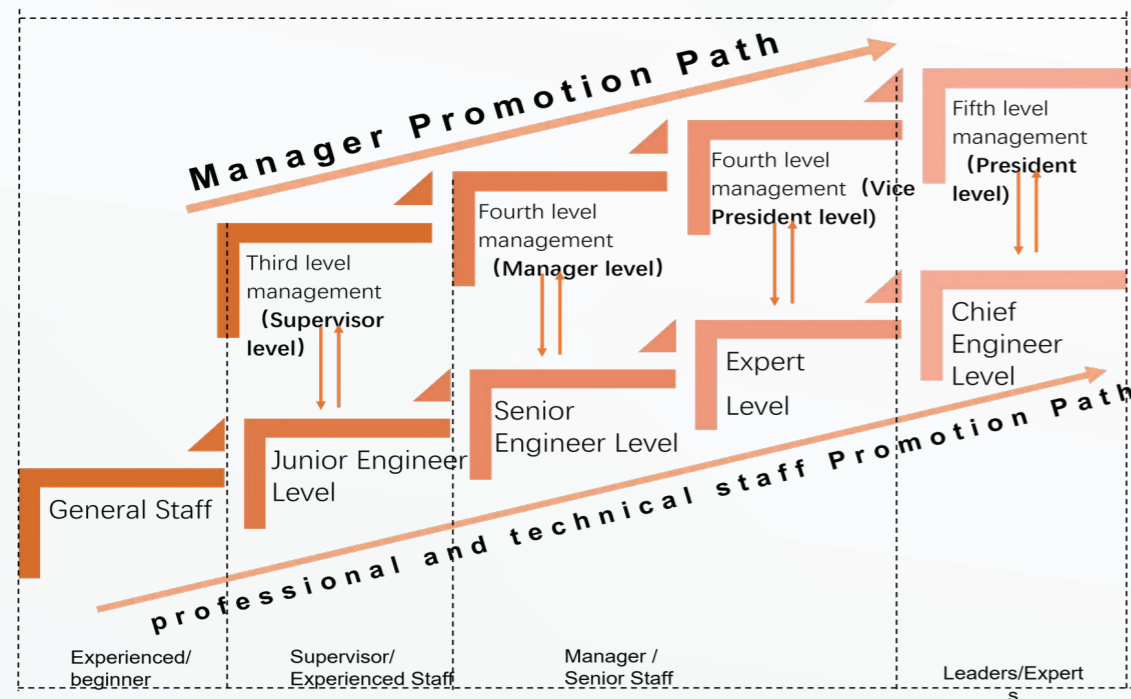 Manager Promotion Path
Fifth level
management
(President
level)
Fourth level
management (Vice
President level)
Fourth level
management
(Manager level)
Third level
management
(Supervisor
level)
Chief
Engineer
Level
Expert
Level
Senior
Engineer Level
Junior Engineer
Level
General Staff
professional and technical staff Promotion Path
Experienced/
beginner
Supervisor/
Experienced Staff
Manager /
Senior Staff
Leaders/Expert
s